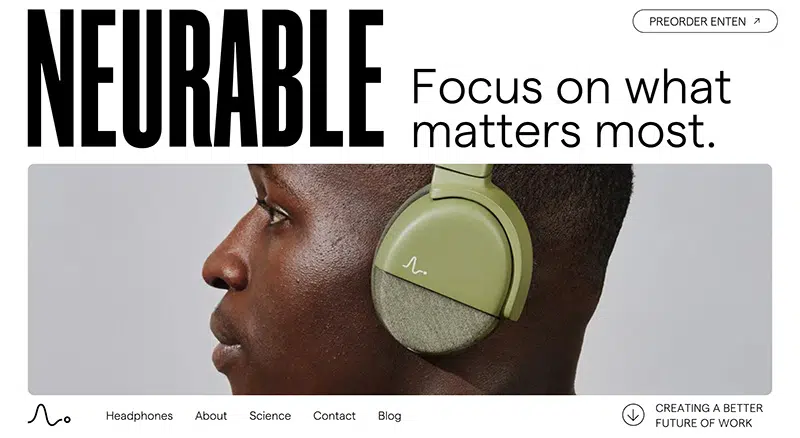 NEURABLE
PREORDER ENTEN ↗
Focus on what
matters most.
Headphones About Science Contact Blog
CREATING A BETTER
FUTURE OF WORK